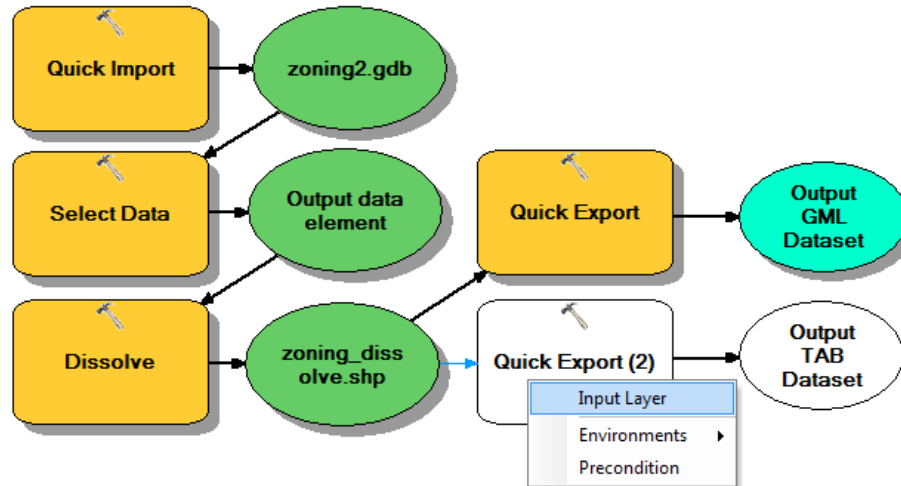 Quick Import
zoning2.gdb
Select Data
Output data
element
Quick Export
Output
GML
Dataset
Dissolve
zoning_diss
olve.shp
Quick Export (2)
Output
TAB
Dataset
Input Layer
Environments
Precondition